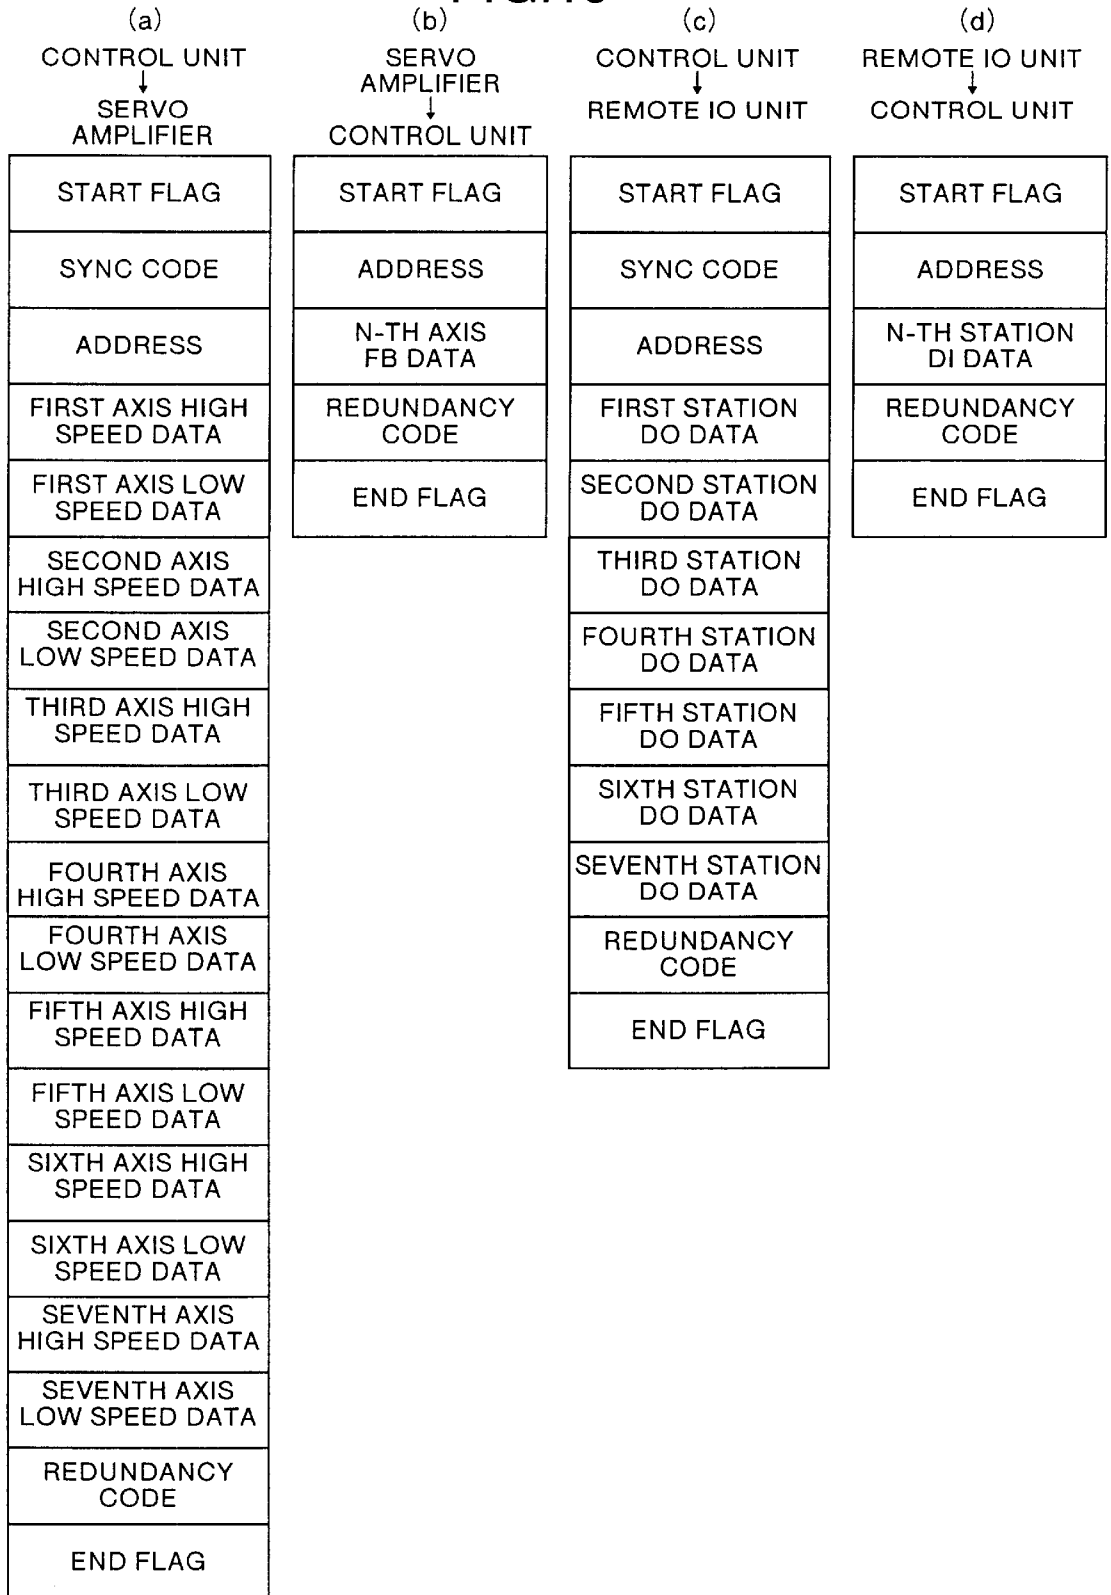 (a)
CONTROL UNIT
↓
SERVO
AMPLIFIER
START FLAG
SYNC CODE
ADDRESS
FIRST AXIS HIGH
SPEED DATA
FIRST AXIS LOW
SPEED DATA
SECOND AXIS
HIGH SPEED DATA
SECOND AXIS
LOW SPEED DATA
THIRD AXIS HIGH
SPEED DATA
THIRD AXIS LOW
SPEED DATA
FOURTH AXIS
HIGH SPEED DATA
FOURTH AXIS
LOW SPEED DATA
FIFTH AXIS HIGH
SPEED DATA
FIFTH AXIS LOW
SPEED DATA
SIXTH AXIS HIGH
SPEED DATA
SIXTH AXIS LOW
SPEED DATA
SEVENTH AXIS
HIGH SPEED DATA
SEVENTH AXIS
LOW SPEED DATA
REDUNDANCY
CODE
END FLAG
(b)
SERVO
AMPLIFIER
↓
CONTROL UNIT
START FLAG
ADDRESS
N-TH AXIS
FB DATA
REDUNDANCY
CODE
END FLAG
(c)
CONTROL UNIT
↓
REMOTE IO UNIT
START FLAG
SYNC CODE
ADDRESS
FIRST STATION
DO DATA
SECOND STATION
DO DATA
THIRD STATION
DO DATA
FOURTH STATION
DO DATA
FIFTH STATION
DO DATA
SIXTH STATION
DO DATA
SEVENTH STATION
DO DATA
REDUNDANCY
CODE
END FLAG
(d)
REMOTE IO UNIT
↓
CONTROL UNIT
START FLAG
ADDRESS
N-TH STATION
DI DATA
REDUNDANCY
CODE
END FLAG